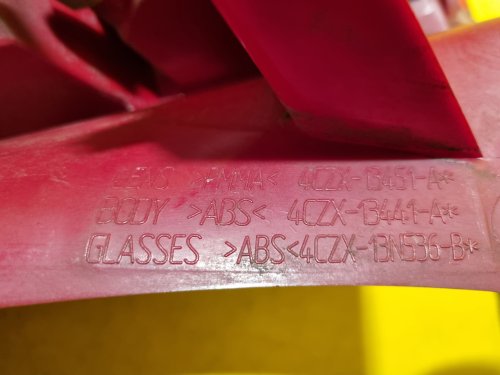 LENS >PMMA< 4CZX-13451-A*
BODY >ABS< 4CZX-13441-A*
GLASSES >ABS<4CZX-13N536-B*